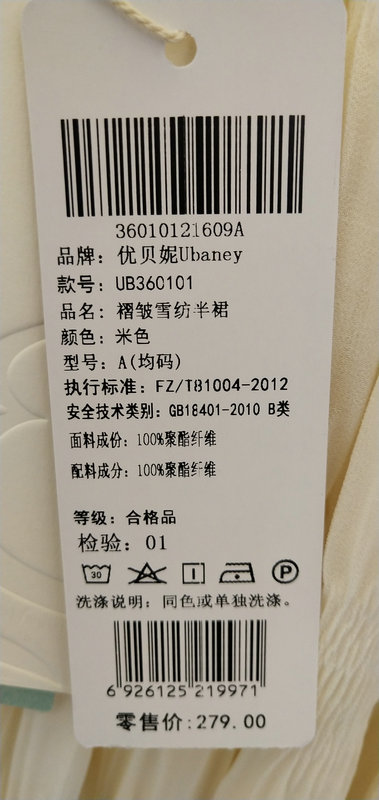 36010121609A
品牌：优贝妮Ubaney
款号：UB360101
品名：褶皱雪纺半裙
颜色：米色
型号：A(均码)
执行标准：FZ/T81004-2012
安全技术类别：GB18401-2010 B类
面料成份：100%聚酯纤维
配料成分：100%聚酯纤维
等级：合格品
检验：01
30 P
洗涤说明：同色或单独洗涤。
6 926125 219971
零售价:279.00